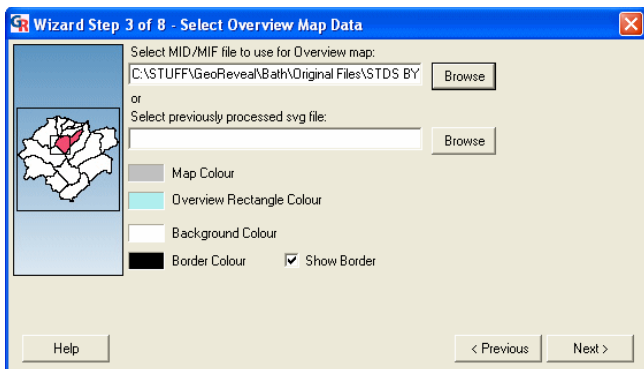 GR Wizard Step 3 of 8 - Select Overview Map Data
Select MID/MIF file to use for Overview map:
C:\STUFF\GeoReveal\Bath\Original Files\STDS BY
Browse
or
Select previously processed svg file:
Browse
Map Colour
Overview Rectangle Colour
Background Colour
Border Colour
Show Border
Help
< Previous
Next >